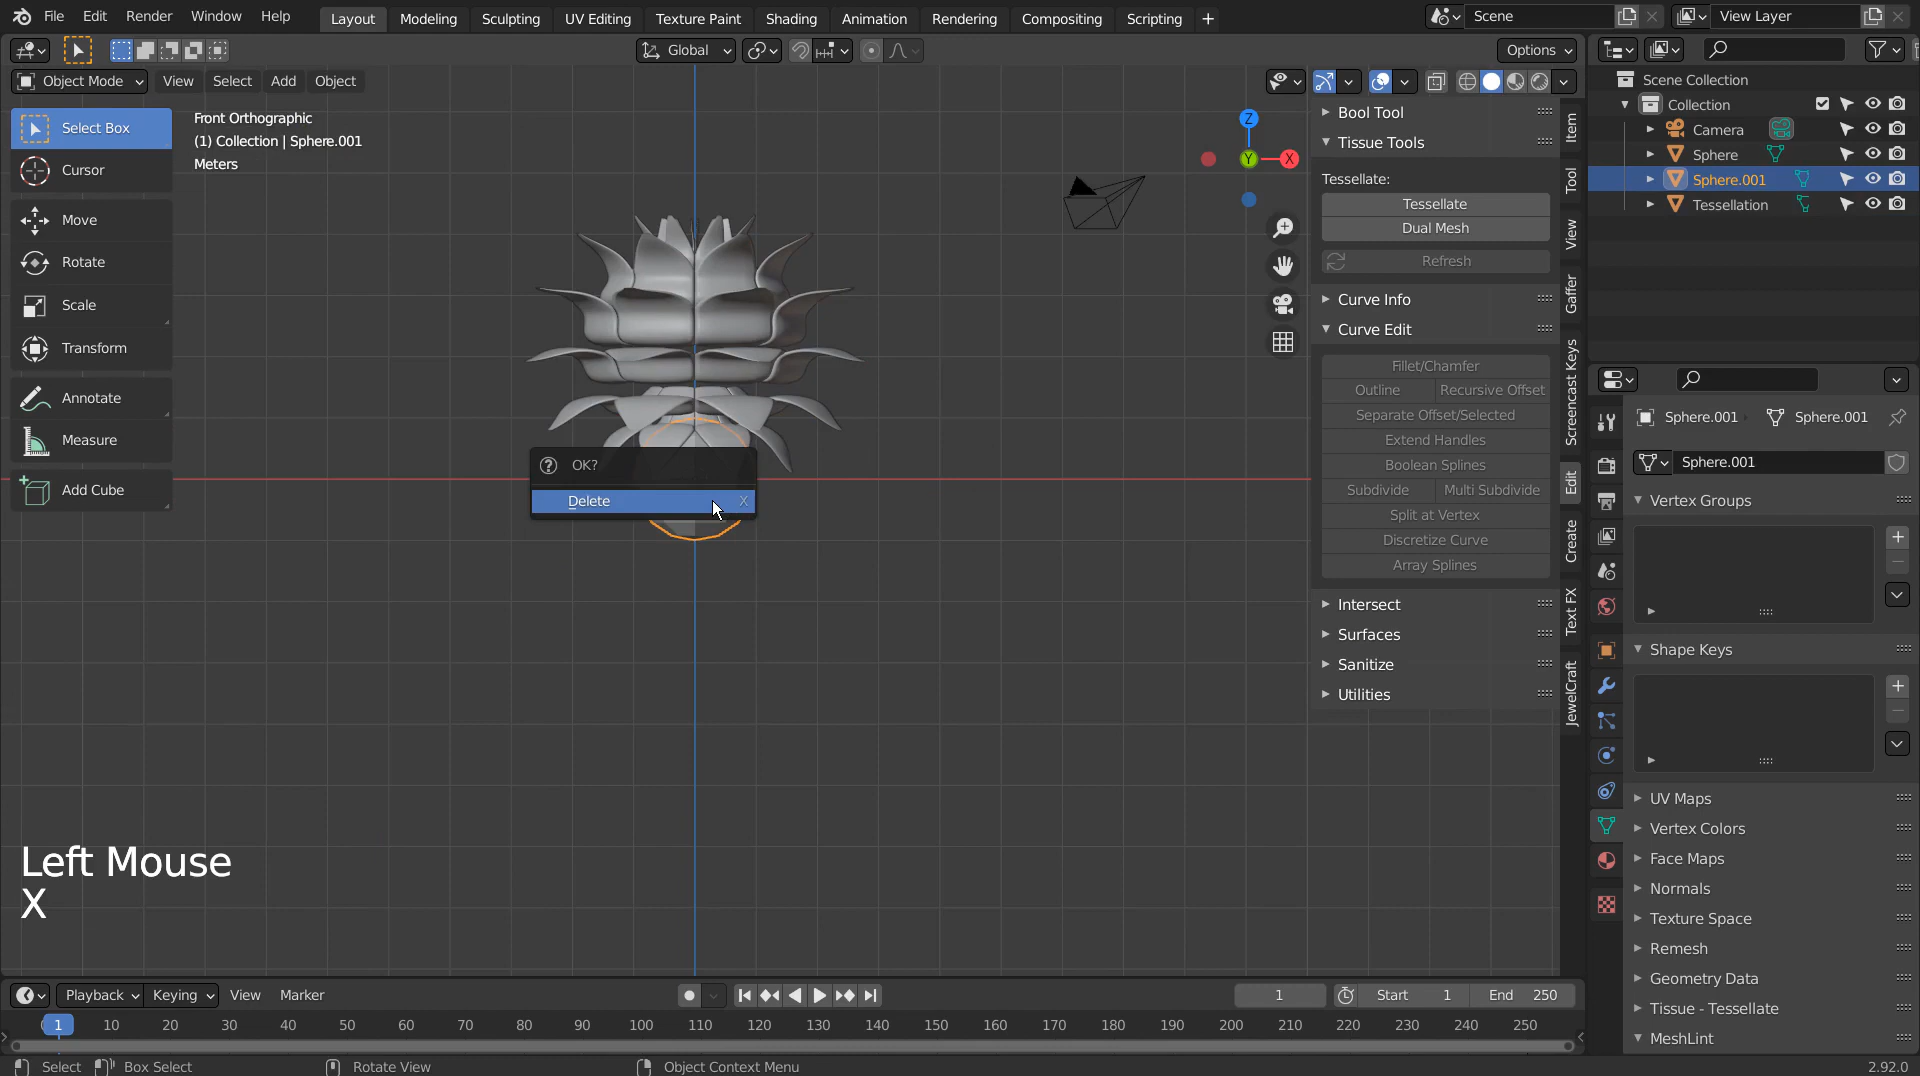 File Edit Render Window Help Layout Modeling Sculpting UV Editing Texture Paint Shading Animation Rendering Compositing Scripting + Scene View Layer
Global Options
Object Mode View Select Add Object
Select Box
Cursor
Move
Rotate
Scale
Transform
Annotate
Measure
Add Cube
Front Orthographic
(1) Collection | Sphere.001
Meters
Z
Y
X
OK?
Delete X
Left Mouse
X
Bool Tool
Tissue Tools
Tessellate:
Tessellate
Dual Mesh
Refresh
Curve Info
Curve Edit
Fillet/Chamfer
Outline Recursive Offset
Separate Offset/Selected
Extend Handles
Boolean Splines
Subdivide Multi Subdivide
Split at Vertex
Discretize Curve
Array Splines
Intersect
Surfaces
Sanitize
Utilities
Item
Tool
View
Gaffer
Screencast Keys
Edit
Create
Text FX
JewelCraft
Scene Collection
Collection
Camera
Sphere
Sphere.001
Tessellation
Sphere.001 Sphere.001
Sphere.001
Vertex Groups
Shape Keys
UV Maps
Vertex Colors
Face Maps
Normals
Texture Space
Remesh
Geometry Data
Tissue - Tessellate
MeshLint
Playback Keying View Marker 1 Start 1 End 250
1 10 20 30 40 50 60 70 80 90 100 110 120 130 140 150 160 170 180 190 200 210 220 230 240 250
Select Box Select Rotate View Object Context Menu 2.92.0